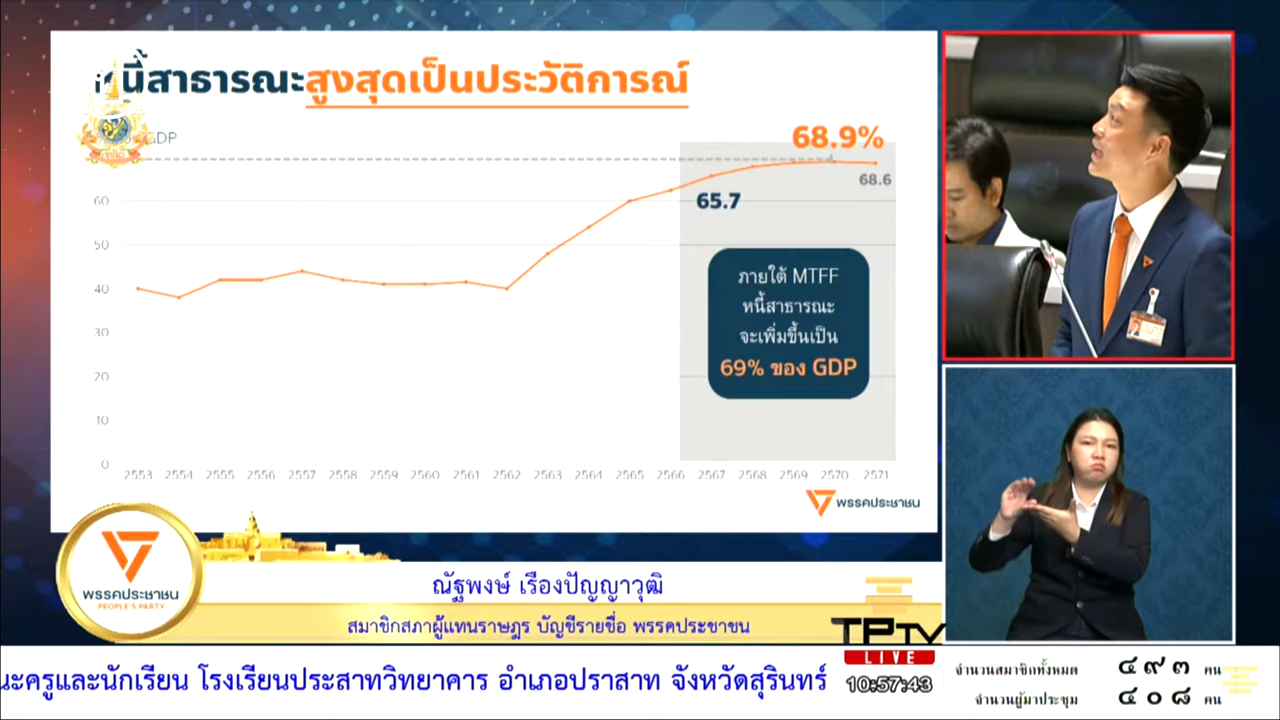 หนี้สาธารณะสูงสุดเป็นประวัติการณ์
GDP
68.9%
68.6
65.7
60
50
40
30
20
10
0
ภายใต้ MTFF
หนี้สาธารณะ
จะเพิ่มขึ้นเป็น
69% ของ GDP
2553 2554 2555 2556 2557 2558 2559 2560 2561 2562 2563 2564 2565 2566 2567 2568 2569 2570 2571
พรรคประชาชน
พรรคประชาชน
PEOPLE'S PARTY
ณัฐพงษ์ เรืองปัญญาวุฒิ
สมาชิกสภาผู้แทนราษฎร บัญชีรายชื่อ พรรคประชาชน
TPTV
LIVE
10:57:43
นะครูและนักเรียน โรงเรียนประสาทวิทยาคาร อำเภอปราสาท จังหวัดสุรินทร์
จำนวนสมาชิกทั้งหมด ๔๙๓ คน
จำนวนผู้มาประชุม ๔๐๘ คน